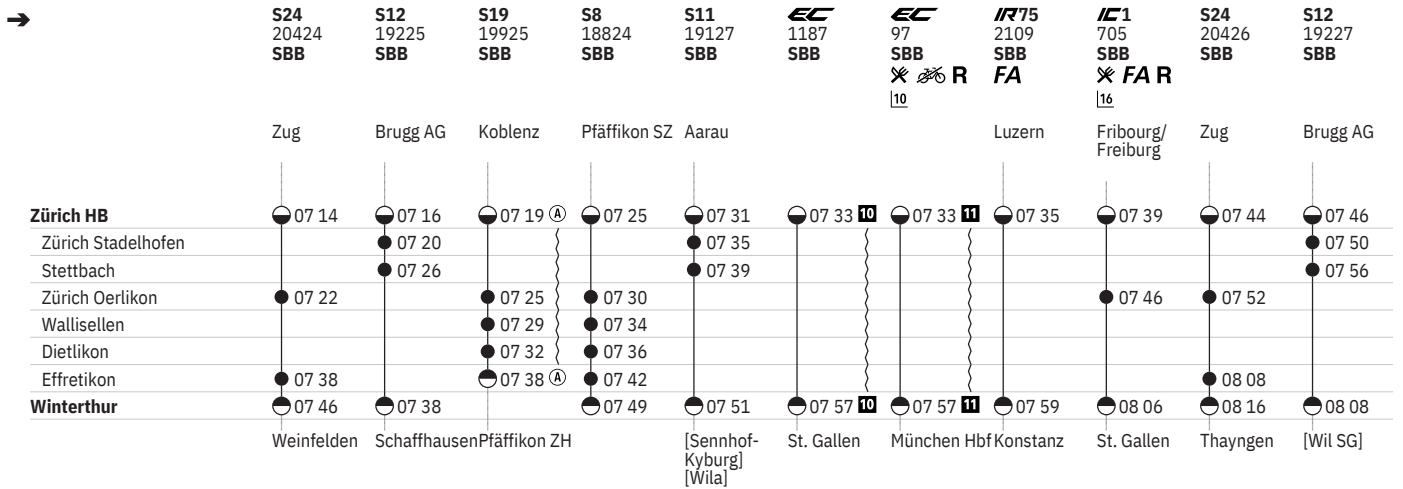 ➔ S24 S12 S19 S8 S11 EC EC IR75 IC1 S24 S12
20424 19225 19925 18824 19127 1187 97 2109 705 20426 19227
SBB SBB SBB SBB SBB SBB SBB SBB SBB SBB SBB
R FA FA R
10 16
Zug Brugg AG Koblenz Pfäffikon SZ Aarau Luzern Fribourg/ Zug Brugg AG
Freiburg
Zürich HB 07 14 07 16 07 19 A 07 25 07 31 07 33 10 07 33 11 07 35 07 39 07 44 07 46
Zürich Stadelhofen 07 20 07 35 07 50
Stettbach 07 26 07 39 07 56
Zürich Oerlikon 07 22 07 25 07 30 07 46 07 52
Wallisellen 07 29 07 34
Dietlikon 07 32 07 36
Effretikon 07 38 07 38 A 07 42 08 08
Winterthur 07 46 07 38 07 49 07 51 07 57 10 07 57 11 07 59 08 06 08 16 08 08
Weinfelden Schaffhausen Pfäffikon ZH [Sennhof- St. Gallen München Hbf Konstanz St. Gallen Thayngen [Wil SG]
Kyburg]
[Wila]